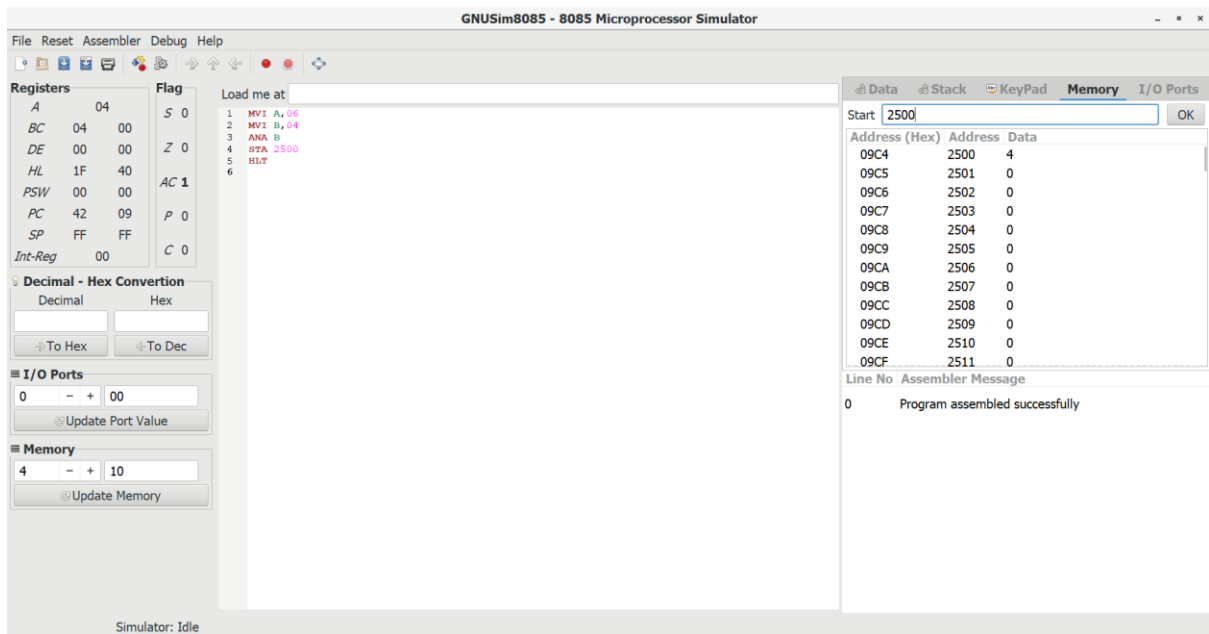 GNUSim8085 - 8085 Microprocessor Simulator
File Reset Assembler Debug Help
Registers
A 04
BC 04 00
DE 00 00
HL 1F 40
PSW 00 00
PC 42 09
SP FF FF
Int-Reg 00
Flag
S 0
Z 0
AC 1
P 0
C 0
Decimal - Hex Convertion
Decimal Hex
To Hex To Dec
I/O Ports
0 - + 00
Update Port Value
Memory
4 - + 10
Update Memory
Load me at
1 MVI A,06
2 MVI B,04
3 ANA B
4 STA 2500
5 HLT
6
Data Stack KeyPad Memory I/O Ports
Start 2500 OK
Address (Hex) Address Data
09C4 2500 4
09C5 2501 0
09C6 2502 0
09C7 2503 0
09C8 2504 0
09C9 2505 0
09CA 2506 0
09CB 2507 0
09CC 2508 0
09CD 2509 0
09CE 2510 0
09CF 2511 0
Line No Assembler Message
0 Program assembled successfully
Simulator: Idle